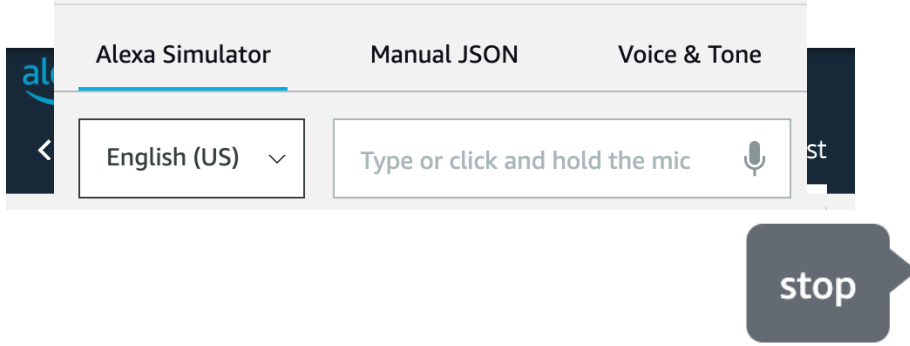 Alexa Simulator Manual JSON Voice & Tone
English (US) Type or click and hold the mic
stop